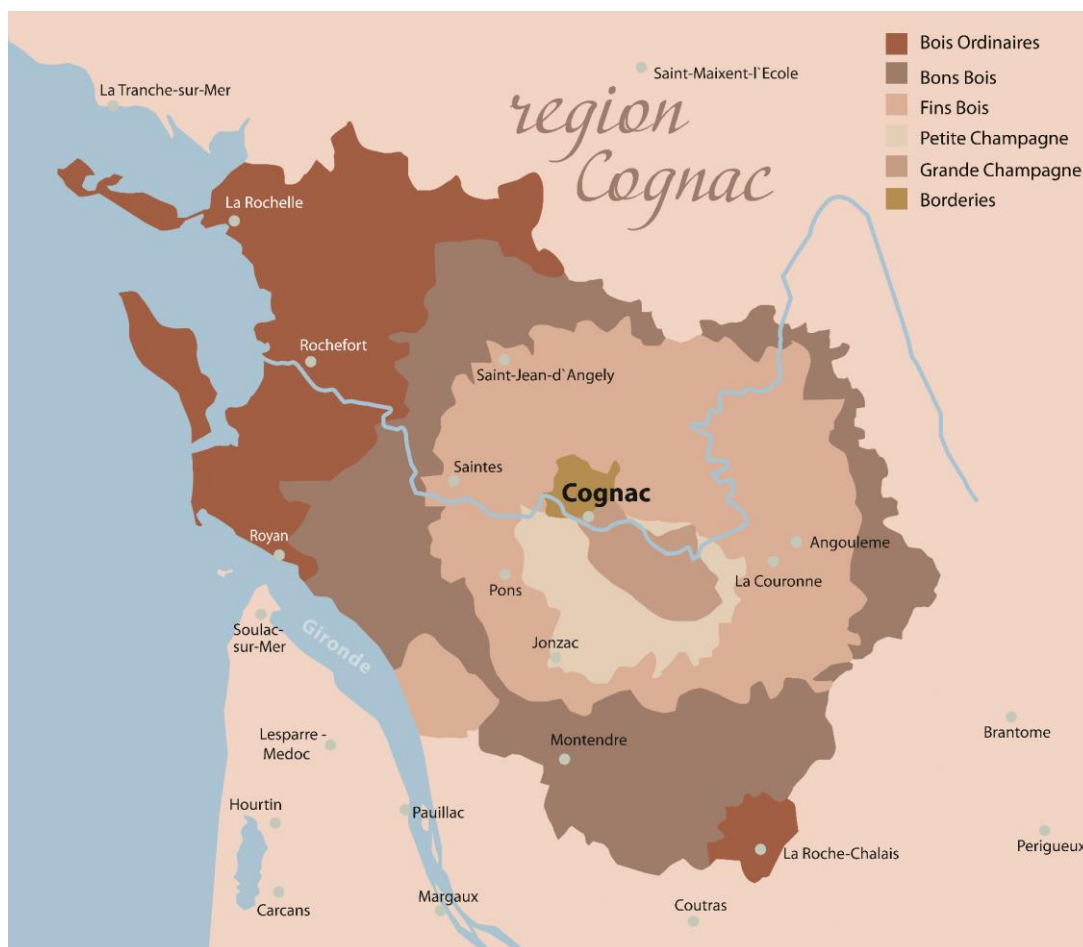 Bois Ordinaires
Bons Bois
Fins Bois
Petite Champagne
Grande Champagne
Borderies
region
Cognac
Saint-Maixent-l`Ecole
La Tranche-sur-Mer
La Rochelle
Rochefort
Saint-Jean-d`Angely
Saintes
Cognac
Royan
Angouleme
La Couronne
Pons
Soulac-
sur-Mer
Gironde
Jonzac
Lesparre -
Medoc
Montendre
Brantome
Hourtin
Pauillac
La Roche-Chalais
Perigueux
Carcans
Margaux
Coutras